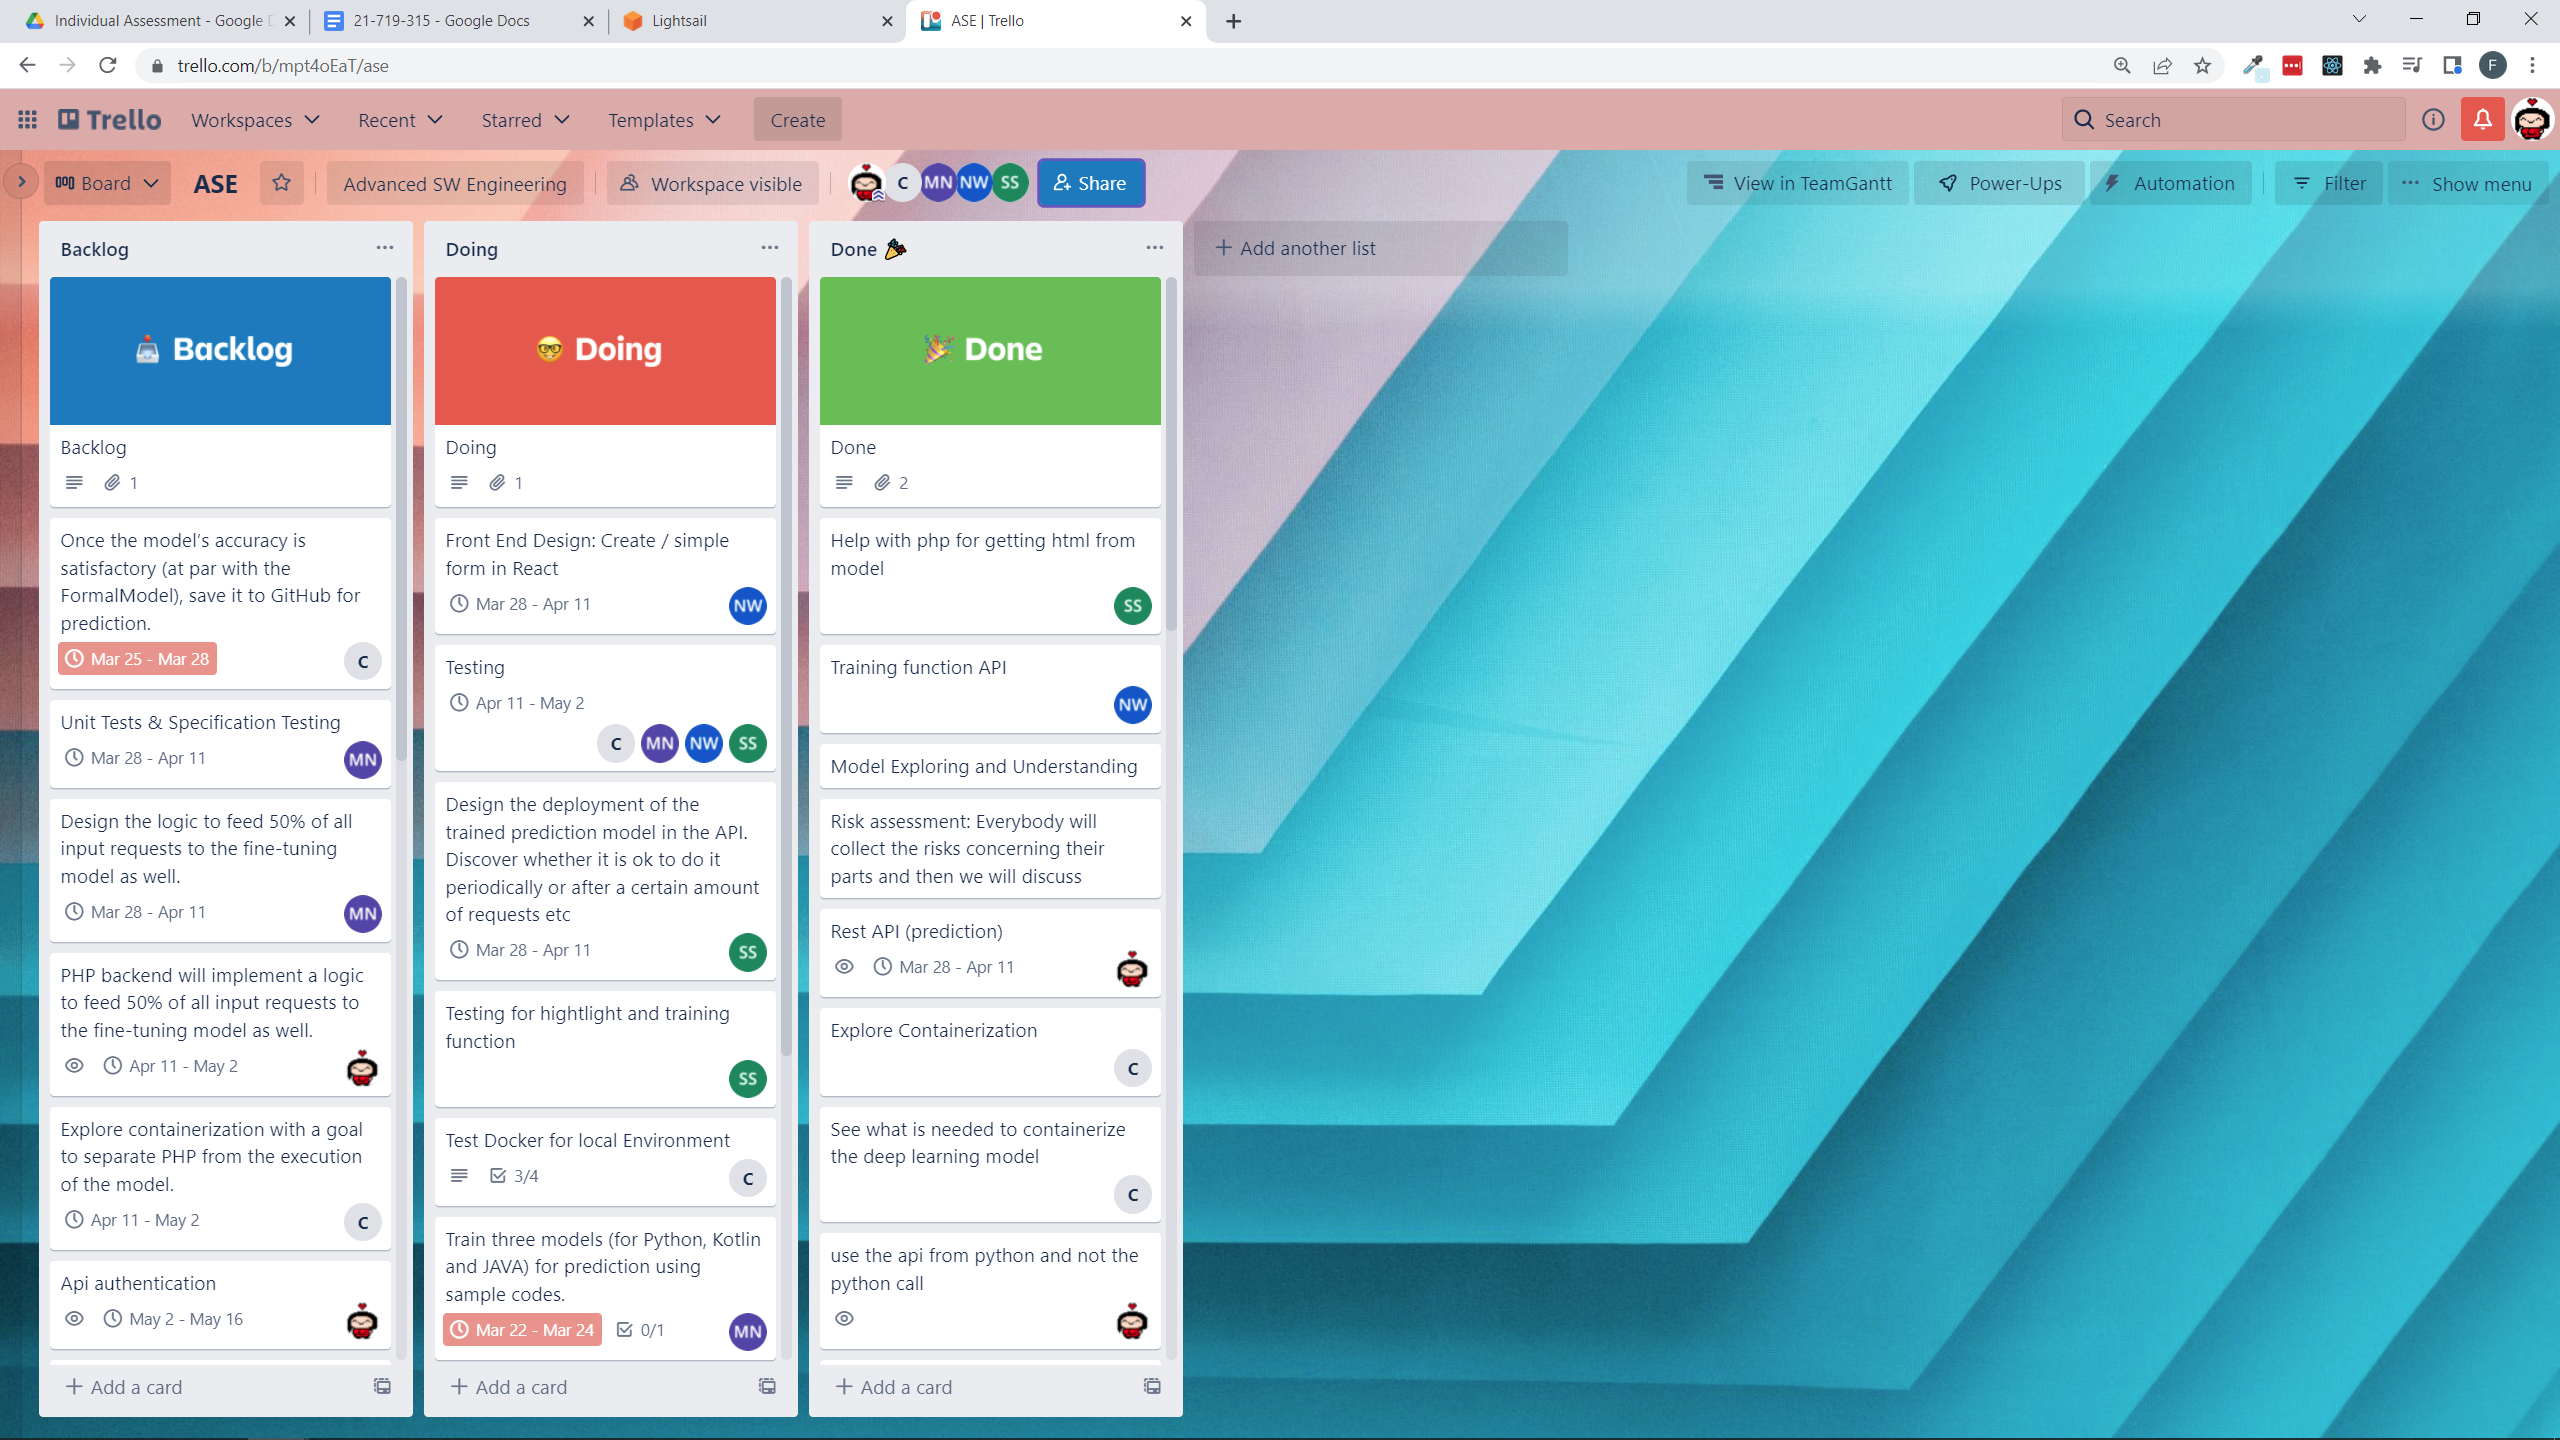 Individual Assessment - Google D
21-719-315 - Google Docs
Lightsail
ASE | Trello
trello.com/b/mpt4oEaT/ase
F
Trello
Workspaces
Recent
Starred
Templates
Create
Search
Board
ASE
Advanced SW Engineering
Workspace visible
C
MN
NW
SS
Share
View in TeamGantt
Power-Ups
Automation
Filter
Show menu
Backlog
Backlog
Backlog
1
Once the model's accuracy is
satisfactory (at par with the
FormalModel), save it to GitHub for
prediction.
Mar 25 - Mar 28
C
Unit Tests & Specification Testing
Mar 28 - Apr 11
MN
Design the logic to feed 50% of all
input requests to the fine-tuning
model as well.
Mar 28 - Apr 11
MN
PHP backend will implement a logic
to feed 50% of all input requests to
the fine-tuning model as well.
Apr 11 - May 2
Explore containerization with a goal
to separate PHP from the execution
of the model.
Apr 11 - May 2
C
Api authentication
May 2 - May 16
Add a card
Doing
Doing
Doing
1
Front End Design: Create / simple
form in React
Mar 28 - Apr 11
NW
Testing
Apr 11 - May 2
C MN NW SS
Design the deployment of the
trained prediction model in the API.
Discover whether it is ok to do it
periodically or after a certain amount
of requests etc
Mar 28 - Apr 11
SS
Testing for hightlight and training
function
SS
Test Docker for local Environment
3/4
C
Train three models (for Python, Kotlin
and JAVA) for prediction using
sample codes.
Mar 22 - Mar 24
0/1
MN
Add a card
Done
Done
Done
2
Help with php for getting html from
model
SS
Training function API
NW
Model Exploring and Understanding
Risk assessment: Everybody will
collect the risks concerning their
parts and then we will discuss
Rest API (prediction)
Mar 28 - Apr 11
Explore Containerization
C
See what is needed to containerize
the deep learning model
C
use the api from python and not the
python call
Add a card
Add another list